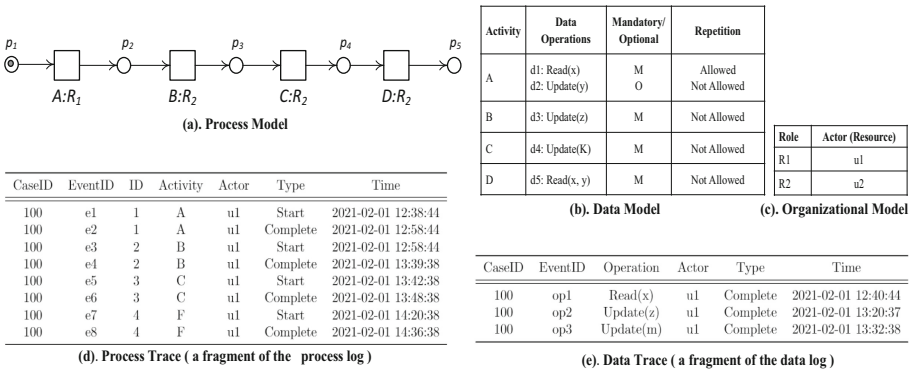 p1 p2 p3 p4 p5
A:R1 B:R2 C:R2 D:R2
(a). Process Model
Activity Data Operations Mandatory/ Optional Repetition
A d1: Read(x) M Allowed
d2: Update(y) O Not Allowed
B d3: Update(z) M Not Allowed
C d4: Update(K) M Not Allowed
D d5: Read(x, y) M Not Allowed
(b). Data Model
Role Actor (Resource)
R1 u1
R2 u2
(c). Organizational Model
CaseID EventID ID Activity Actor Type Time
100 e1 1 A u1 Start 2021-02-01 12:38:44
100 e2 1 A u1 Complete 2021-02-01 12:58:44
100 e3 2 B u1 Start 2021-02-01 12:58:44
100 e4 2 B u1 Complete 2021-02-01 13:39:38
100 e5 3 C u1 Start 2021-02-01 13:42:38
100 e6 3 C u1 Complete 2021-02-01 13:48:38
100 e7 4 F u1 Start 2021-02-01 14:20:38
100 e8 4 F u1 Complete 2021-02-01 14:36:38
(d). Process Trace ( a fragment of the process log )
CaseID EventID Operation Actor Type Time
100 op1 Read(x) u1 Complete 2021-02-01 12:40:44
100 op2 Update(z) u1 Complete 2021-02-01 13:20:37
100 op3 Update(m) u1 Complete 2021-02-01 13:32:38
(e). Data Trace ( a fragment of the data log )